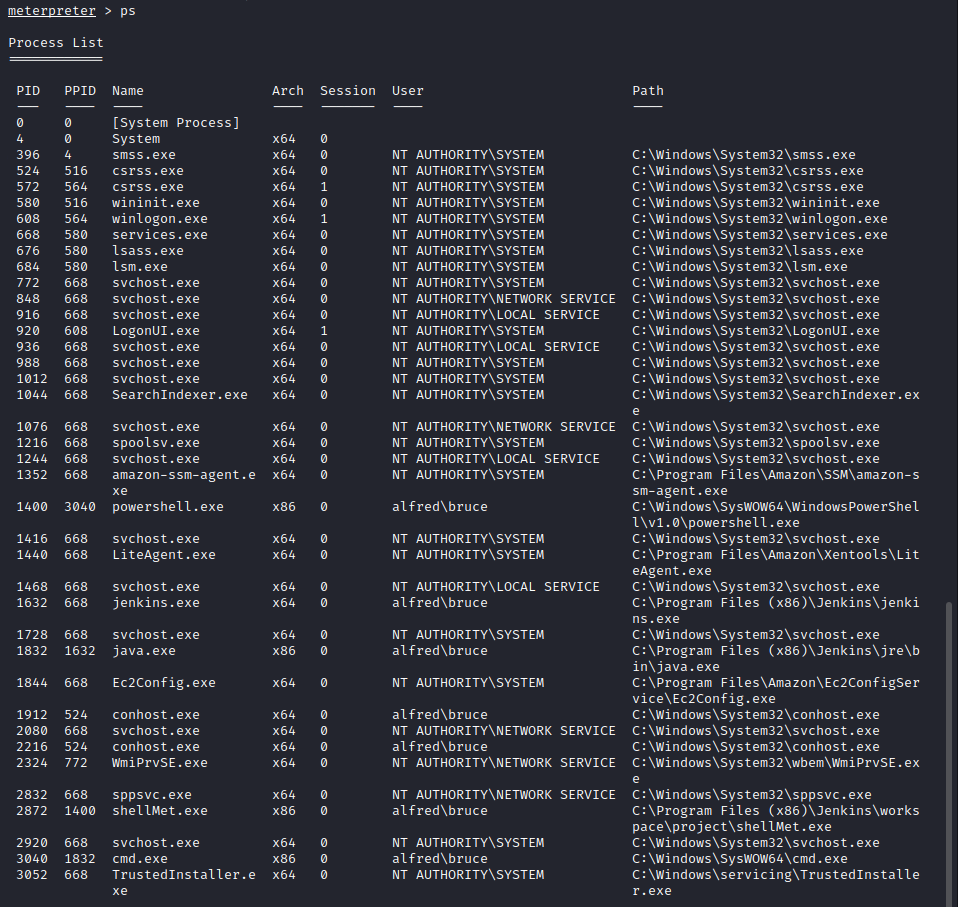 meterpreter > ps
Process List
PID PPID Name Arch Session User Path
0 0 [System Process]
4 0 System x64 0
396 4 smss.exe x64 0 NT AUTHORITY\SYSTEM C:\Windows\System32\smss.exe
524 516 csrss.exe x64 0 NT AUTHORITY\SYSTEM C:\Windows\System32\csrss.exe
572 564 csrss.exe x64 1 NT AUTHORITY\SYSTEM C:\Windows\System32\csrss.exe
580 516 wininit.exe x64 0 NT AUTHORITY\SYSTEM C:\Windows\System32\wininit.exe
608 564 winlogon.exe x64 1 NT AUTHORITY\SYSTEM C:\Windows\System32\winlogon.exe
668 580 services.exe x64 0 NT AUTHORITY\SYSTEM C:\Windows\System32\services.exe
676 580 lsass.exe x64 0 NT AUTHORITY\SYSTEM C:\Windows\System32\lsass.exe
684 580 lsm.exe x64 0 NT AUTHORITY\SYSTEM C:\Windows\System32\lsm.exe
772 668 svchost.exe x64 0 NT AUTHORITY\SYSTEM C:\Windows\System32\svchost.exe
848 668 svchost.exe x64 0 NT AUTHORITY\NETWORK SERVICE C:\Windows\System32\svchost.exe
916 668 svchost.exe x64 0 NT AUTHORITY\LOCAL SERVICE C:\Windows\System32\svchost.exe
920 608 LogonUI.exe x64 1 NT AUTHORITY\SYSTEM C:\Windows\System32\LogonUI.exe
936 668 svchost.exe x64 0 NT AUTHORITY\LOCAL SERVICE C:\Windows\System32\svchost.exe
988 668 svchost.exe x64 0 NT AUTHORITY\SYSTEM C:\Windows\System32\svchost.exe
1012 668 svchost.exe x64 0 NT AUTHORITY\SYSTEM C:\Windows\System32\svchost.exe
1044 668 SearchIndexer.exe x64 0 NT AUTHORITY\SYSTEM C:\Windows\System32\SearchIndexer.ex
e
1076 668 svchost.exe x64 0 NT AUTHORITY\NETWORK SERVICE C:\Windows\System32\svchost.exe
1216 668 spoolsv.exe x64 0 NT AUTHORITY\SYSTEM C:\Windows\System32\spoolsv.exe
1244 668 svchost.exe x64 0 NT AUTHORITY\LOCAL SERVICE C:\Windows\System32\svchost.exe
1352 668 amazon-ssm-agent.e x64 0 NT AUTHORITY\SYSTEM C:\Program Files\Amazon\SSM\amazon-s
xe sm-agent.exe
1400 3040 powershell.exe x86 0 alfred\bruce C:\Windows\SysWOW64\WindowsPowerShel
l\v1.0\powershell.exe
1416 668 svchost.exe x64 0 NT AUTHORITY\SYSTEM C:\Windows\System32\svchost.exe
1440 668 LiteAgent.exe x64 0 NT AUTHORITY\SYSTEM C:\Program Files\Amazon\Xentools\Lit
eAgent.exe
1468 668 svchost.exe x64 0 NT AUTHORITY\LOCAL SERVICE C:\Windows\System32\svchost.exe
1632 668 jenkins.exe x64 0 alfred\bruce C:\Program Files (x86)\Jenkins\jenki
ns.exe
1728 668 svchost.exe x64 0 NT AUTHORITY\SYSTEM C:\Windows\System32\svchost.exe
1832 1632 java.exe x86 0 alfred\bruce C:\Program Files (x86)\Jenkins\jre\b
in\java.exe
1844 668 Ec2Config.exe x64 0 NT AUTHORITY\SYSTEM C:\Program Files\Amazon\Ec2ConfigSer
vice\Ec2Config.exe
1912 524 conhost.exe x64 0 alfred\bruce C:\Windows\System32\conhost.exe
2080 668 svchost.exe x64 0 NT AUTHORITY\NETWORK SERVICE C:\Windows\System32\svchost.exe
2216 524 conhost.exe x64 0 alfred\bruce C:\Windows\System32\conhost.exe
2324 772 WmiPrvSE.exe x64 0 NT AUTHORITY\NETWORK SERVICE C:\Windows\System32\wbem\WmiPrvSE.ex
e
2832 668 sppsvc.exe x64 0 NT AUTHORITY\NETWORK SERVICE C:\Windows\System32\sppsvc.exe
2872 1400 shellMet.exe x86 0 alfred\bruce C:\Program Files (x86)\Jenkins\works
pace\project\shellMet.exe
2920 668 svchost.exe x64 0 NT AUTHORITY\SYSTEM C:\Windows\System32\svchost.exe
3040 1832 cmd.exe x86 0 alfred\bruce C:\Windows\SysWOW64\cmd.exe
3052 668 TrustedInstaller.e x64 0 NT AUTHORITY\SYSTEM C:\Windows\servicing\TrustedInstalle
xe r.exe